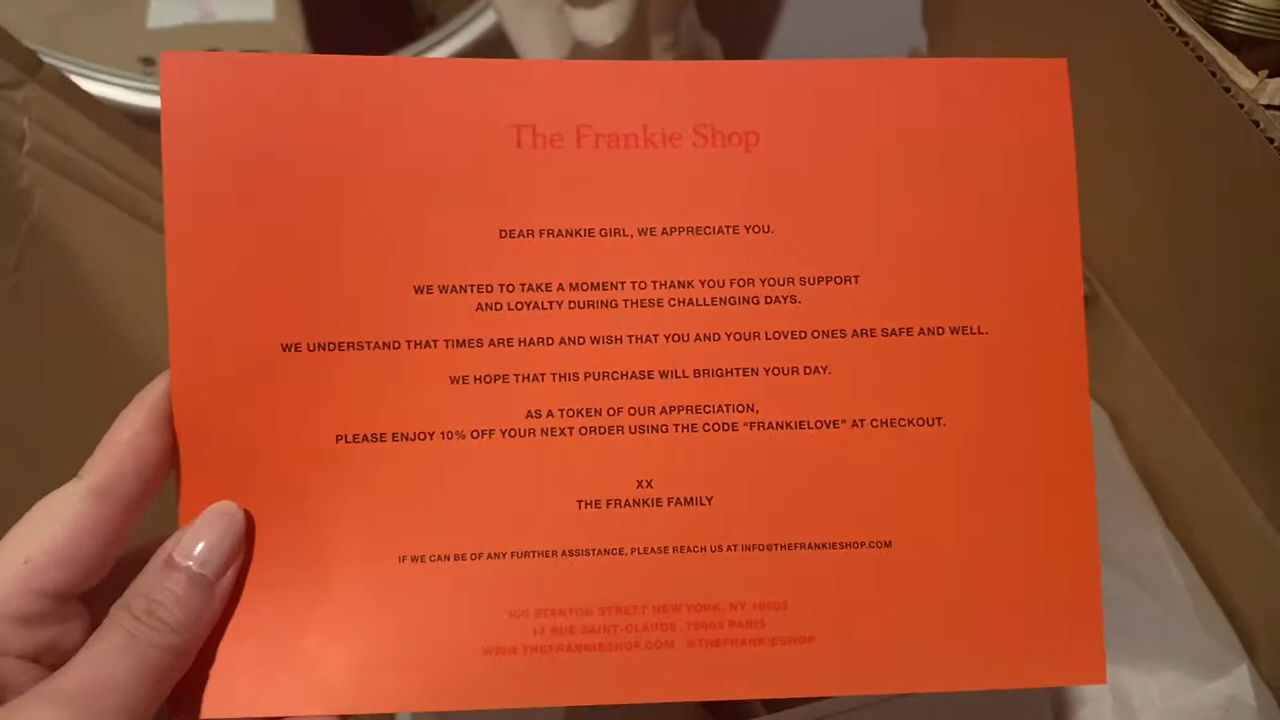 The Frankie Shop
DEAR FRANKIE GIRL, WE APPRECIATE YOU.
WE WANTED TO TAKE A MOMENT TO THANK YOU FOR YOUR SUPPORT
AND LOYALTY DURING THESE CHALLENGING DAYS.
WE UNDERSTAND THAT TIMES ARE HARD AND WISH THAT YOU AND YOUR LOVED ONES ARE SAFE AND WELL.
WE HOPE THAT THIS PURCHASE WILL BRIGHTEN YOUR DAY.
AS A TOKEN OF OUR APPRECIATION,
PLEASE ENJOY 10% OFF YOUR NEXT ORDER USING THE CODE “FRANKIELOVE” AT CHECKOUT.
XX
THE FRANKIE FAMILY
IF WE CAN BE OF ANY FURTHER ASSISTANCE, PLEASE REACH US AT INFO@THEFRANKIESHOP.COM
100 STANTON STREET NEW YORK, NY 10002
14 RUE SAINT-CLAUDE, 75003 PARIS
WWW.THEFRANKIESHOP.COM @THEFRANKIESHOP